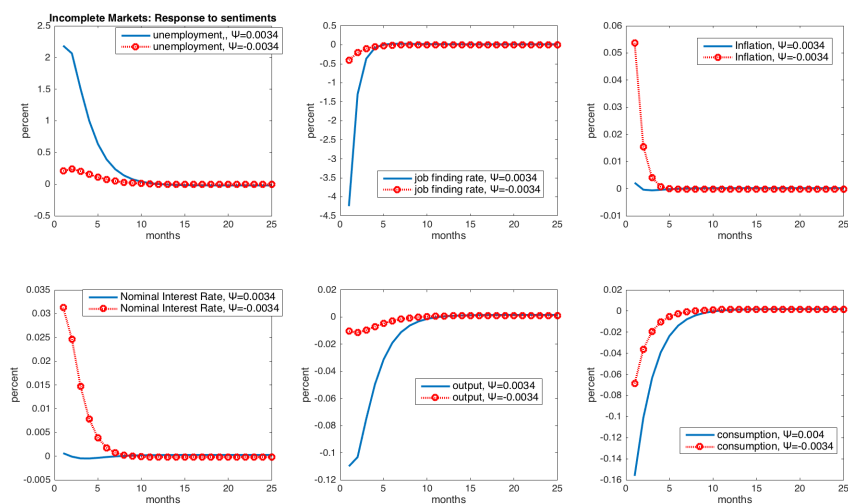 Incomplete Markets: Response to sentiments
2.5
2
1.5
1
0.5
0
0.5
percent
0 5 10 15 20 25
months
unemployment,, Ψ=0.0034
unemployment, Ψ=-0.0034
0.5
0
-0.5
-1
-1.5
-2
-2.5
-3
-3.5
-4
-4.5
percent
0 5 10 15 20 25
months
job finding rate, Ψ=0.0034
job finding rate, Ψ=-0.0034
0.06
0.05
0.04
0.03
0.02
0.01
0
-0.01
percent
0 5 10 15 20 25
months
Inflation, Ψ=0.0034
Inflation, Ψ=-0.0034
0.035
0.03
0.025
0.02
0.015
0.01
0.005
0
-0.005
percent
0 5 10 15 20 25
months
Nominal Interest Rate, Ψ=0.0034
Nominal Interest Rate, Ψ=-0.0034
0.02
0
-0.02
-0.04
-0.06
-0.08
-0.1
-0.12
percent
0 5 10 15 20 25
months
output, Ψ=0.0034
output, Ψ=-0.0034
0.02
0
-0.02
-0.04
-0.06
-0.08
-0.1
-0.12
-0.14
-0.16
percent
0 5 10 15 20 25
months
consumption, Ψ=0.004
consumption, Ψ=-0.0034